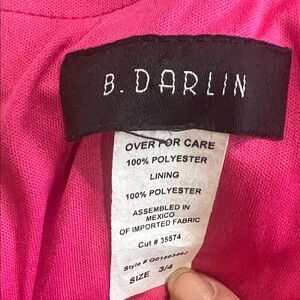 B. DARLIN
OVER FOR CARE
100% POLYESTER
LINING
100% POLYESTER
ASSEMBLED IN
MEXICO
OF IMPORTED FABRIC
Cut # 35574
Style #
SIZE 3/4